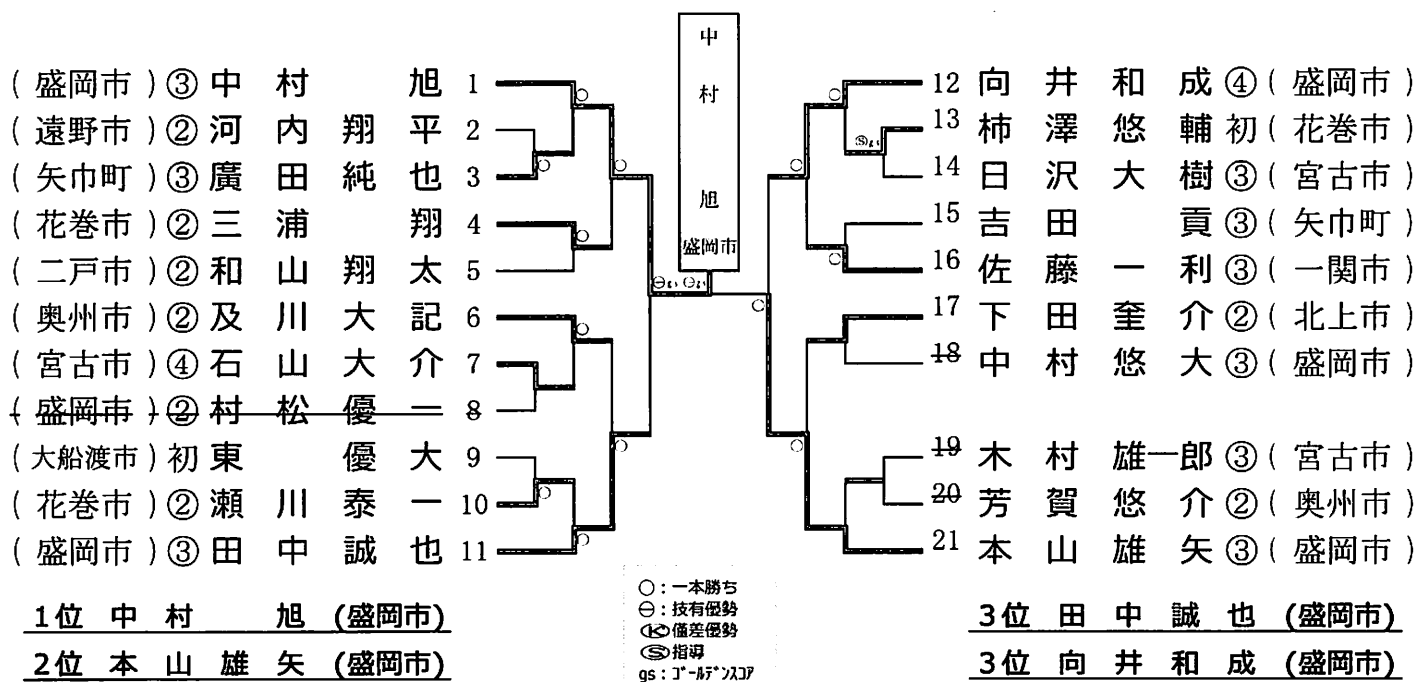 中村旭
盛岡市
(盛岡市) ③ 中村 旭 1
(遠野市) ② 河内翔平 2
(矢巾町) ③ 廣田純也 3
(花巻市) ② 三浦 翔 4
(二戸市) ② 和山翔太 5
(奥州市) ② 及川大記 6
(宮古市) ④ 石山大介 7
(盛岡市) ② 村松優一 8
(大船渡市) 初 東 優大 9
(花巻市) ② 瀬川泰一 10
(盛岡市) ③ 田中誠也 11
12 向井和成 ④ (盛岡市)
13 柿澤悠輔 初 (花巻市)
14 日沢大樹 ③ (宮古市)
15 吉田 貢 ③ (矢巾町)
16 佐藤一利 ③ (一関市)
17 下田奎介 ② (北上市)
18 中村悠大 ③ (盛岡市)
19 木村雄一郎 ③ (宮古市)
20 芳賀悠介 ② (奥州市)
21 本山雄矢 ③ (盛岡市)
1位 中村 旭 (盛岡市)
2位 本山雄矢 (盛岡市)
○:一本勝ち
⊖:技有優勢
Ⓚ僅差優勢
Ⓢ指導
gs:ゴールデンスコア
3位 田中誠也 (盛岡市)
3位 向井和成 (盛岡市)